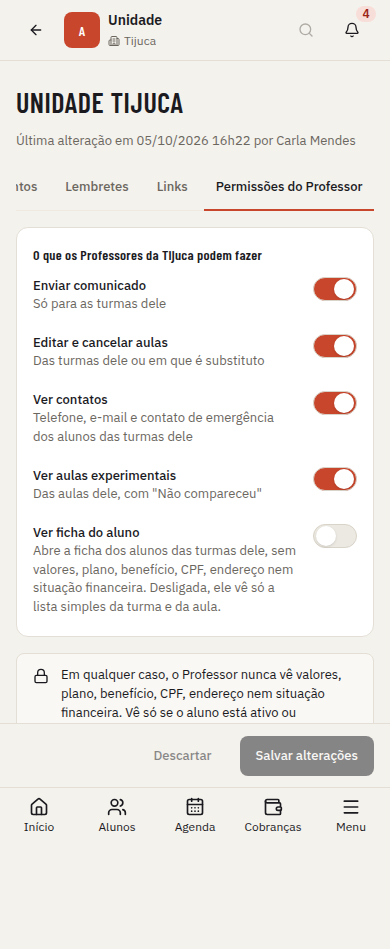 A
Unidade
Tijuca
4
UNIDADE TIJUCA
Última alteração em 05/10/2026 16h22 por Carla Mendes
ntos
Lembretes
Links
Permissões do Professor
O que os Professores da Tijuca podem fazer
Enviar comunicado
Só para as turmas dele
Editar e cancelar aulas
Das turmas dele ou em que é substituto
Ver contatos
Telefone, e-mail e contato de emergência
dos alunos das turmas dele
Ver aulas experimentais
Das aulas dele, com "Não compareceu"
Ver ficha do aluno
Abre a ficha dos alunos das turmas dele, sem
valores, plano, benefício, CPF, endereço nem
situação financeira. Desligada, ele vê só a
lista simples da turma e da aula.
Em qualquer caso, o Professor nunca vê valores,
plano, benefício, CPF, endereço nem situação
financeira. Vê só se o aluno está ativo ou
Descartar
Salvar alterações
Início
Alunos
Agenda
Cobranças
Menu